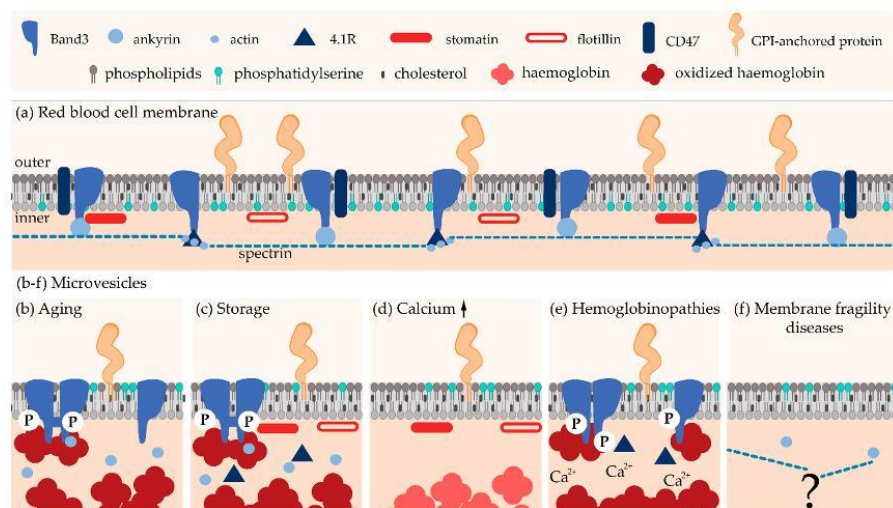 Band3 ankyrin actin 4.1R stomatin flotillin CD47 GPI-anchored protein
phospholipids phosphatidylserine cholesterol haemoglobin oxidized haemoglobin
(a) Red blood cell membrane
outer
inner
spectrin
(b-f) Microvesicles
(b) Aging (c) Storage (d) Calcium (e) Hemoglobinopathies (f) Membrane fragility
diseases
P P P P P P P
Ca²⁺ Ca²⁺ Ca²⁺
?